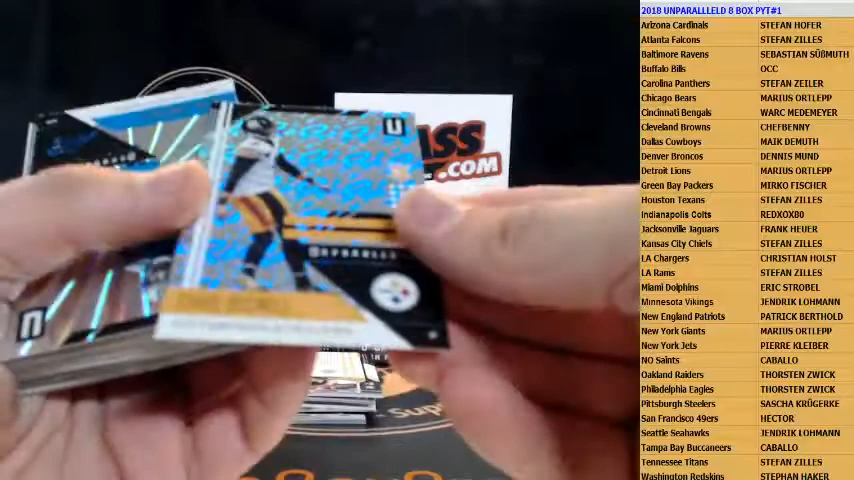 2018 UNPARALLLELD 8 BOX PYT#1
Arizona Cardinals STEFAN HOFER
Atlanta Falcons STEFAN ZILLES
Baltimore Ravens SEBASTIAN SÜßMUTH
Buffalo Bills OCC
Carolina Panthers STEFAN ZEILER
Chicago Bears MARIUS ORTLEPP
Cincinnati Bengals WARC MEDEMEYER
Cleveland Browns CHEFBENNY
Dallas Cowboys MAIK DEMUTH
Denver Broncos DENNIS MUND
Detroit Lions MARIUS ORTLEPP
Green Bay Packers MIRKO FISCHER
Houston Texans STEFAN ZILLES
Indianapolis Colts REDXOX80
Jacksonville Jaguars FRANK HEUER
Kansas City Chiefs STEFAN ZILLES
LA Chargers CHRISTIAN HOLST
LA Rams STEFAN ZILLES
Miami Dolphins ERIC STROBEL
Minnesota Vikings JENDRIK LOHMANN
New England Patriots PATRICK BERTHOLD
New York Giants MARIUS ORTLEPP
New York Jets PIERRE KLEIBER
NO Saints CABALLO
Oakland Raiders THORSTEN ZWICK
Philadelphia Eagles THORSTEN ZWICK
Pittsburgh Steelers SASCHA KRÜGERKE
San Francisco 49ers HECTOR
Seattle Seahawks JENDRIK LOHMANN
Tampa Bay Buccaneers CABALLO
Tennessee Titans STEFAN ZILLES
Washington Redskins STEPHAN HAKER
.COM